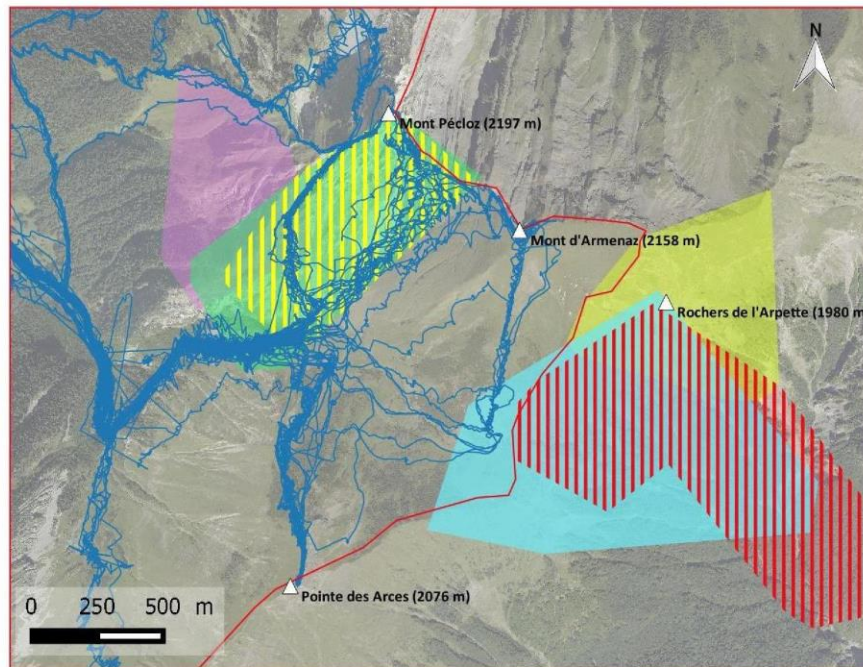 N
Mont Pécloz (2197 m)
Mont d'Armenaz (2158 m)
Rochers de l'Arpette (1980 m
Pointe des Arces (2076 m)
0 250 500 m